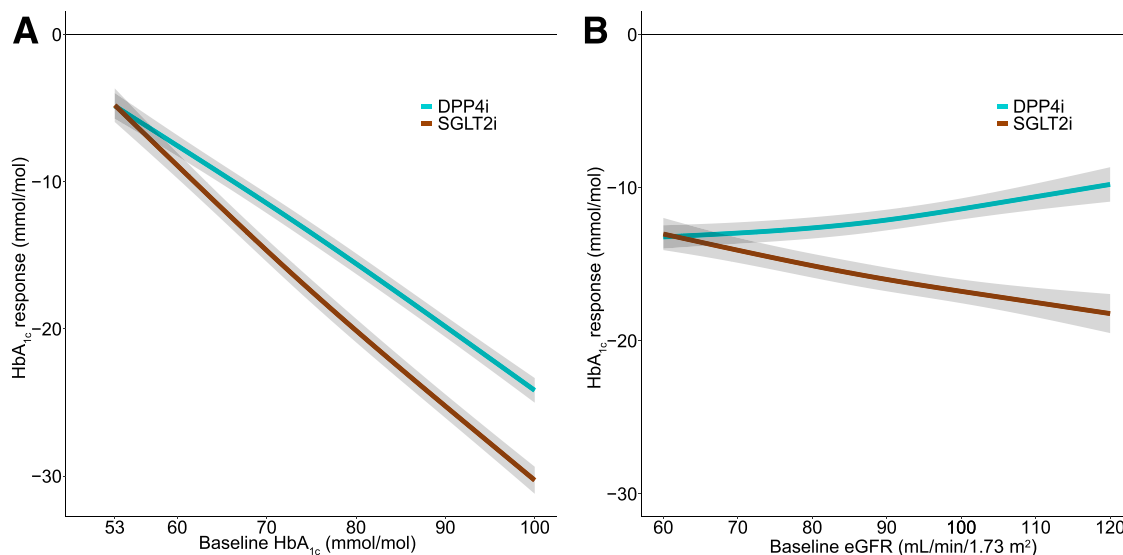 A
0
−10
−20
−30
HbA1c response (mmol/mol)
DPP4i
SGLT2i
53 60 70 80 90 100
Baseline HbA1c (mmol/mol)
B
0
−10
−20
−30
HbA1c response (mmol/mol)
DPP4i
SGLT2i
60 70 80 90 100 110 120
Baseline eGFR (mL/min/1.73 m²)